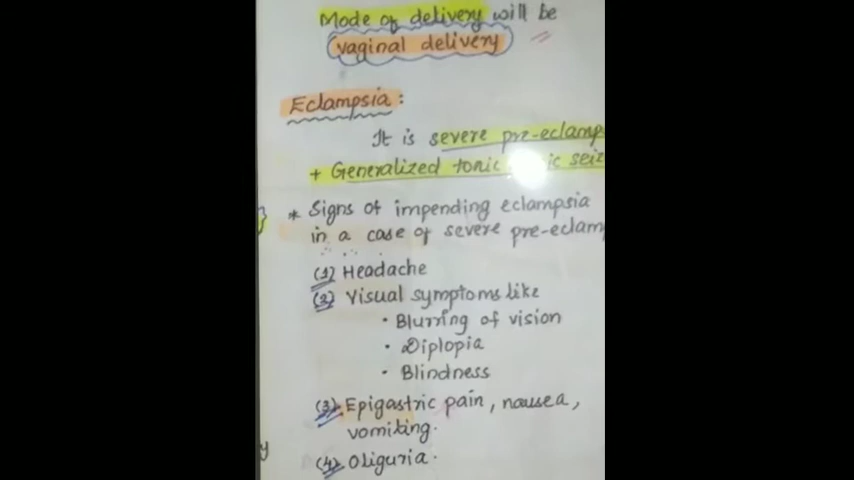 Mode of delivery will be
vaginal delivery
Eclampsia :
It is severe pre-eclamp
+ Generalized tonic ic seiz
* Signs of impending eclampsia
in a case of severe pre-eclam
(1) Headache
(2) Visual symptoms like
• Blurring of vision
• Diplopia
• Blindness
(3) Epigastric pain, nausea,
vomiting.
(4) Oliguria.